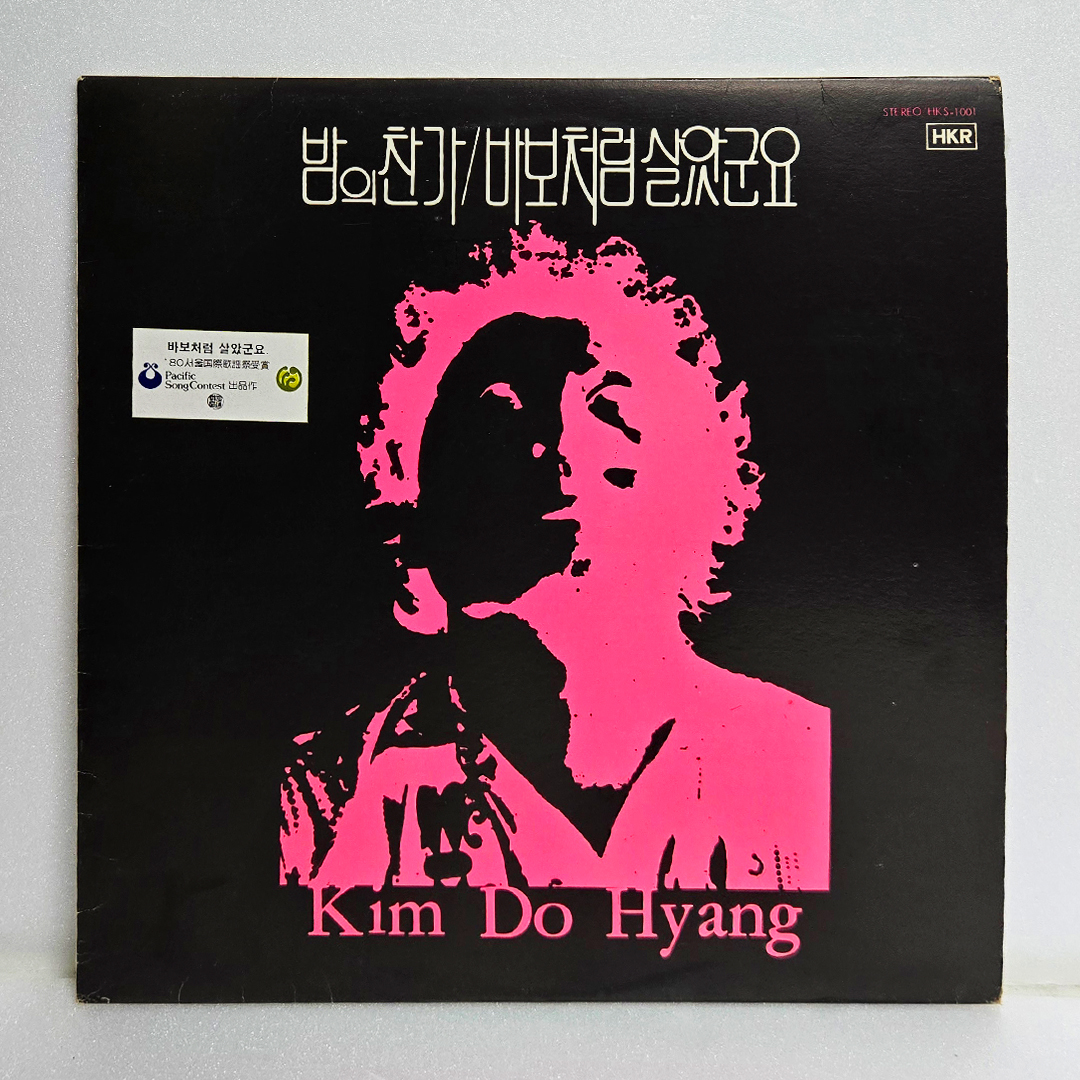 STEREO HKS-1001
HKR
밤의찬가/바보처럼 살았군요
바보처럼 살았군요.
'80서울国際歌謠祭受賞
Pacific
SongContest 出品作
Kim Do Hyang